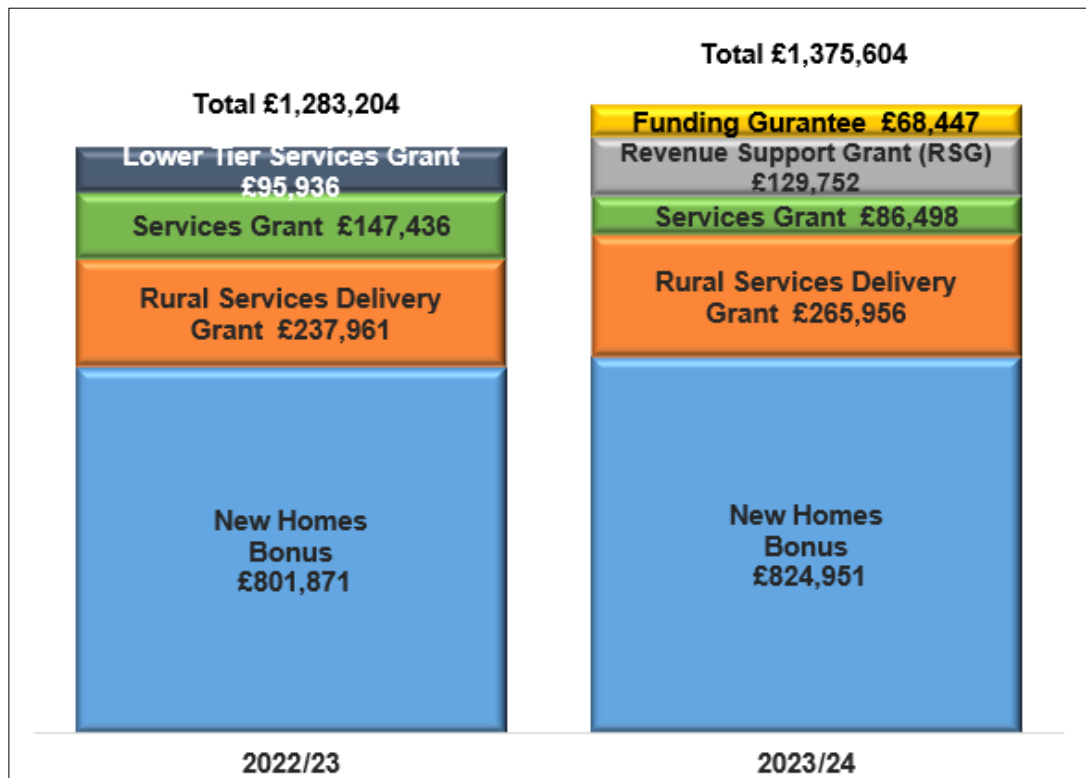 Total £1,283,204
Lower Tier Services Grant
£95,936
Services Grant £147,436
Rural Services Delivery
Grant £237,961
New Homes
Bonus
£801,871
2022/23
Total £1,375,604
Funding Gurantee £68,447
Revenue Support Grant (RSG)
£129,752
Services Grant £86,498
Rural Services Delivery
Grant £265,956
New Homes
Bonus
£824,951
2023/24